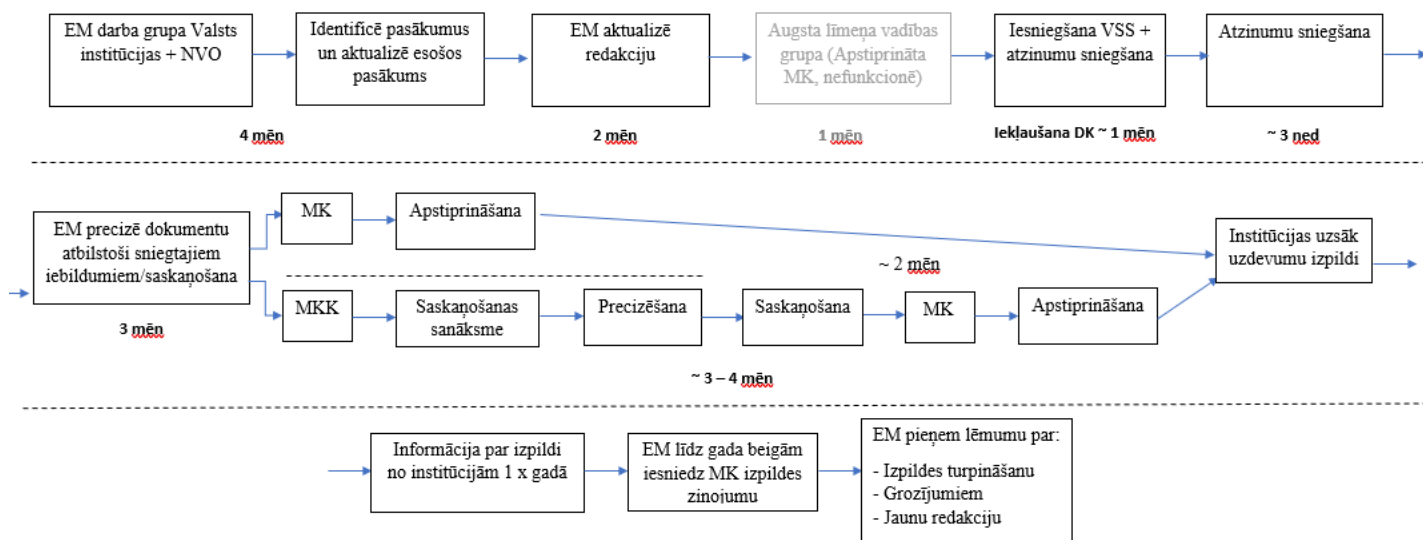 EM darba grupa Valsts
institūcijas + NVO
Identificē pasākumus
un aktualizē esošos
pasākums
EM aktualizē
redakciju
Augsta līmeņa vadības
grupa (Apstiprināta
MK, nefunkcionē)
Iesniegšana VSS +
atzinumu sniegšana
Atzinumu sniegšana
4 mēn
2 mēn
1 mēn
Iekļaušana DK ~ 1 mēn
~ 3 ned
EM precizē dokumentu
atbilstoši sniegtajiem
iebildumiem/saskaņošana
3 mēn
MK
Apstiprināšana
~ 2 mēn
Institūcijas uzsāk
uzdevumu izpildi
MKK
Saskaņošanas
sanāksme
Precizēšana
Saskaņošana
MK
Apstiprināšana
~ 3 – 4 mēn
Informācija par izpildi
no institūcijām 1 x gadā
EM līdz gada beigām
iesniedz MK izpildes
ziņojumu
EM pieņem lēmumu par:
- Izpildes turpināšanu
- Grozījumiem
- Jaunu redakciju